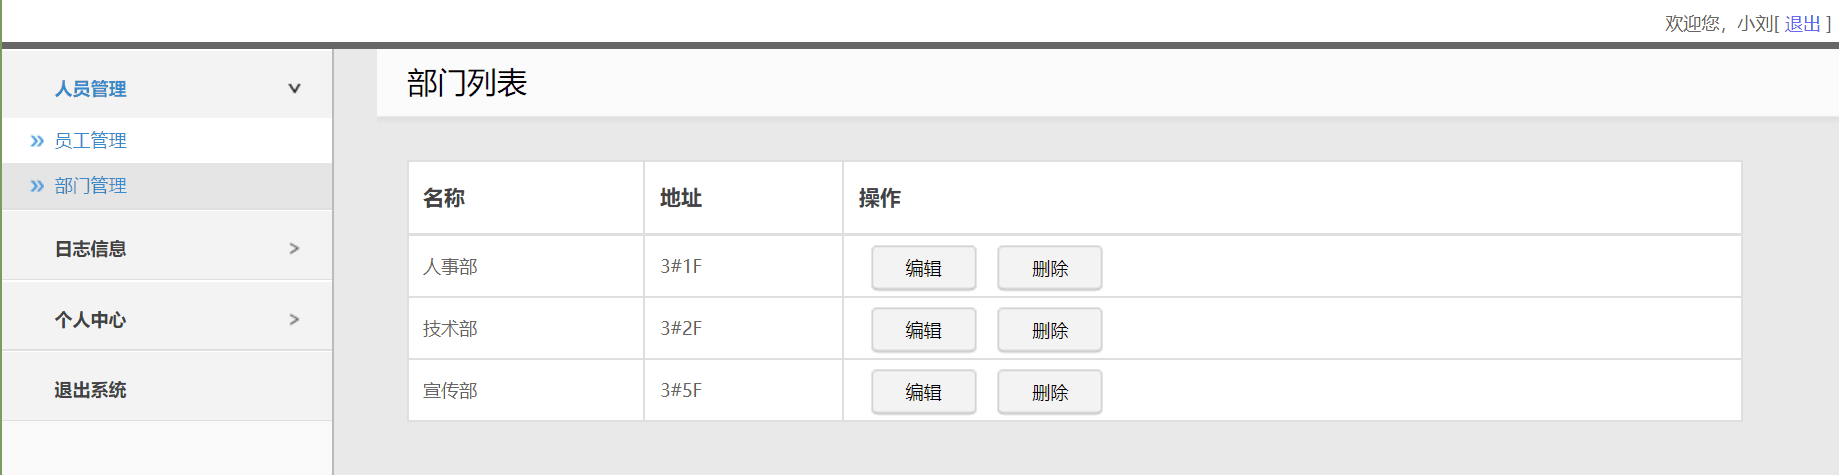 欢迎您，小刘[ 退出 ]
人员管理
员工管理
部门管理
日志信息
个人中心
退出系统
部门列表
名称 地址 操作
人事部 3#1F 编辑 删除
技术部 3#2F 编辑 删除
宣传部 3#5F 编辑 删除